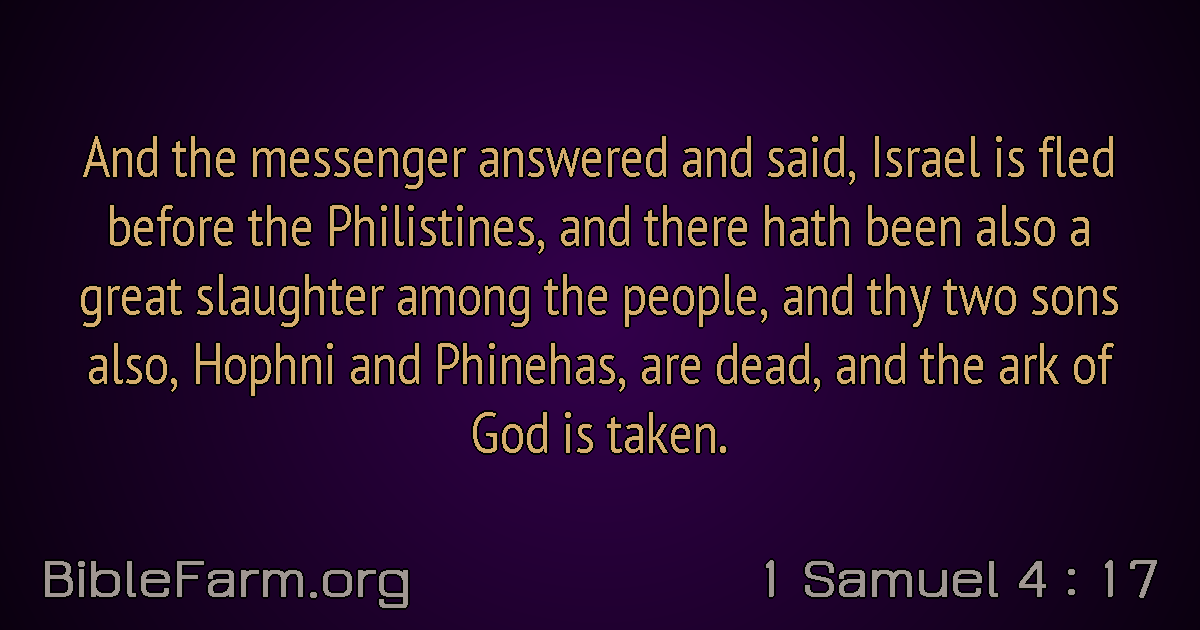 And the messenger answered and said, Israel is fled
before the Philistines, and there hath been also a
great slaughter among the people, and thy two sons
also, Hophni and Phinehas, are dead, and the ark of
God is taken.
BibleFarm.org
1 Samuel 4 : 17